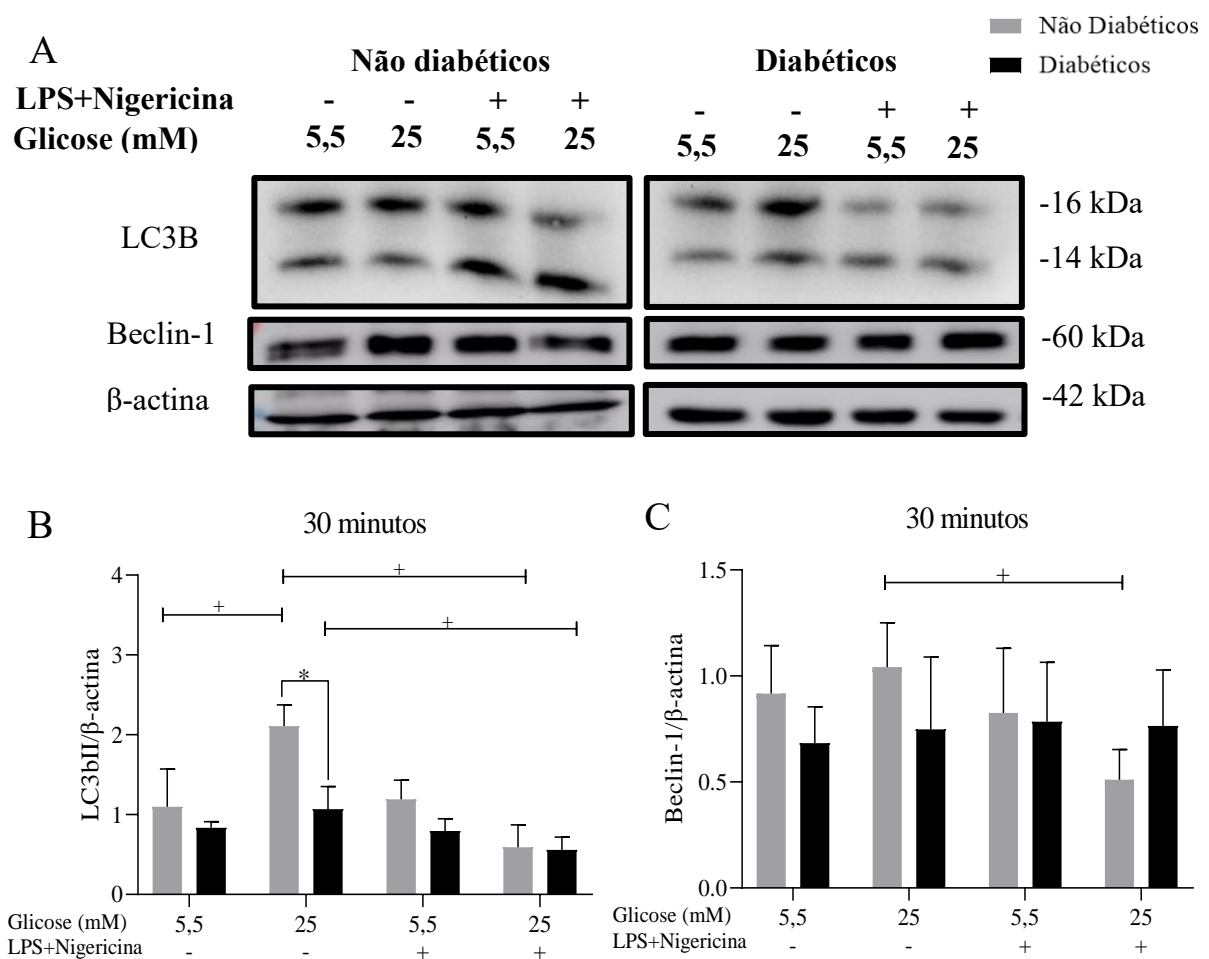 A
Não diabéticos
Diabéticos
Não Diabéticos
Diabéticos
LPS+Nigericina - - + + - - + +
Glicose (mM) 5,5 25 5,5 25 5,5 25 5,5 25
LC3B
-16 kDa
-14 kDa
Beclin-1
-60 kDa
β-actina
-42 kDa
B
30 minutos
LC3bII/β-actina
4
3
2
1
0
+
+
+
*
Glicose (mM) 5,5 25 5,5 25
LPS+Nigericina - - + +
C
30 minutos
Beclin-1/β-actina
1.5
1.0
0.5
0.0
+
Glicose (mM) 5,5 25 5,5 25
LPS+Nigericina - - + +